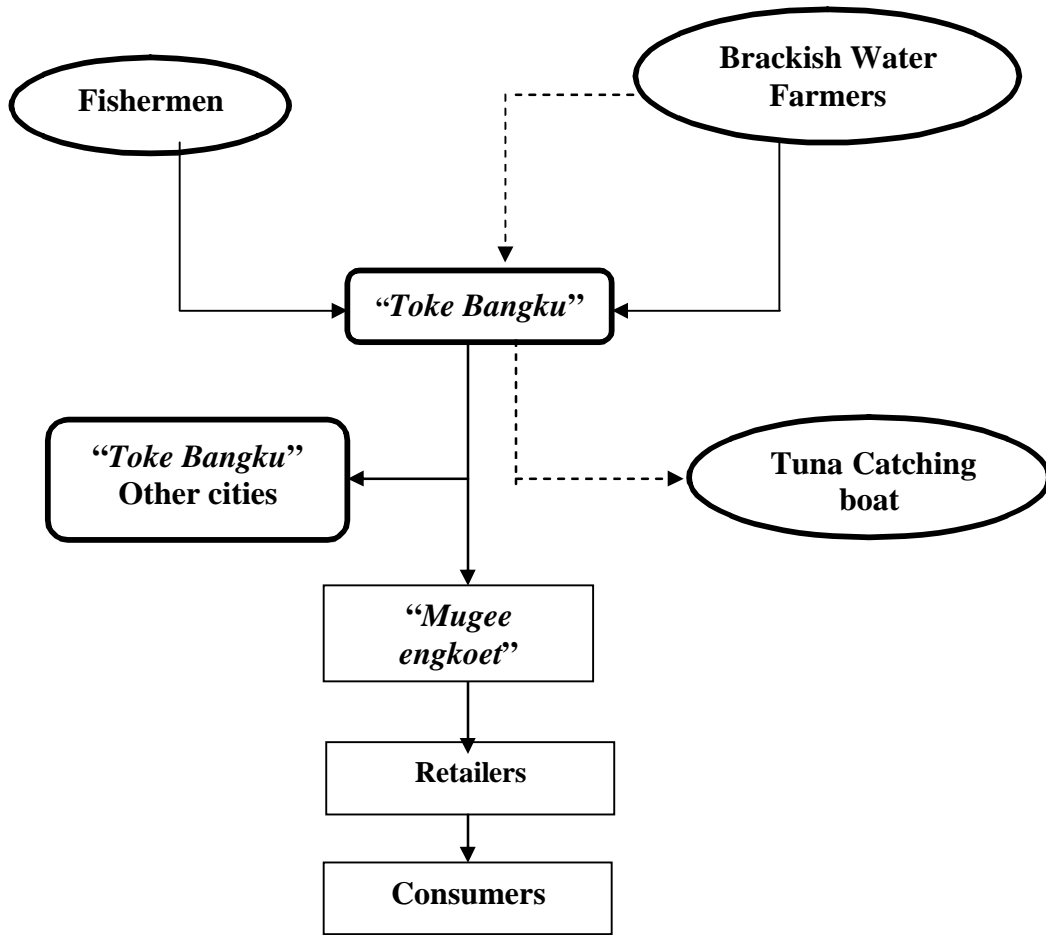 Fishermen
Brackish Water
Farmers
“Toke Bangku”
“Toke Bangku”
Other cities
Tuna Catching
boat
“Mugee
engkoet”
Retailers
Consumers